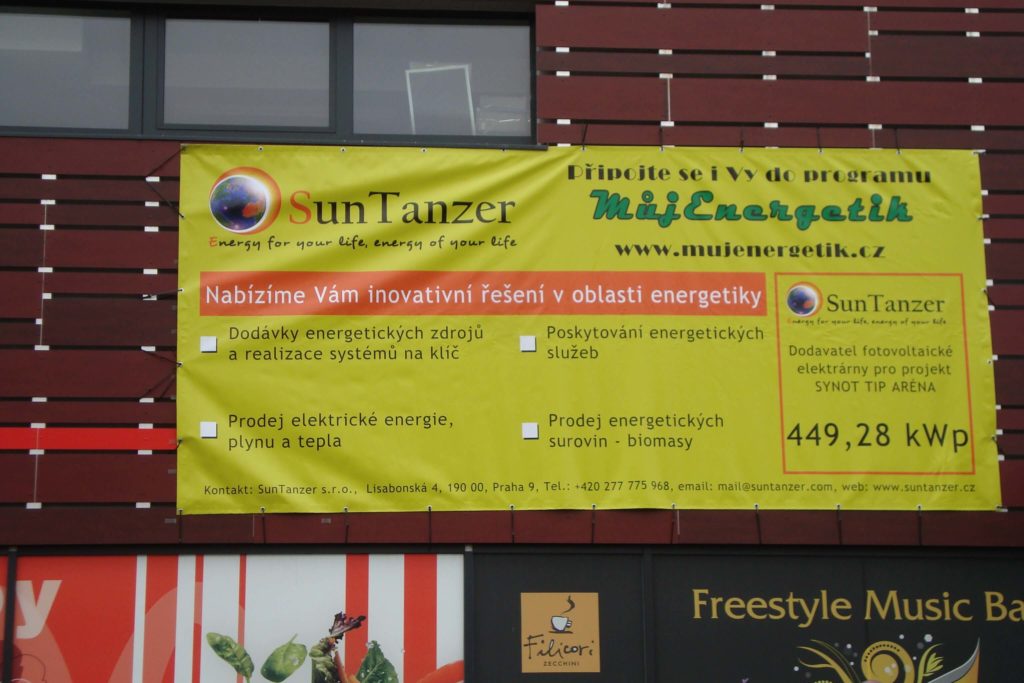 SunTanzer
Energy for your life, energy of your life
Připojte se i Vy do programu
MůjEnergetik
www.mujenergetik.cz
Nabízíme Vám inovativní řešení v oblasti energetiky
Dodávky energetických zdrojů
a realizace systémů na klíč
Poskytování energetických
služeb
Prodej elektrické energie,
plynu a tepla
Prodej energetických
surovin - biomasy
SunTanzer
Energy for your life, energy of your life
Dodavatel fotovoltaické
elektrárny pro projekt
SYNOT TIP ARÉNA
449,28 kWp
Kontakt: SunTanzer s.r.o., Lisabonská 4, 190 00, Praha 9, Tel.: +420 277 775 968, email: mail@suntanzer.com, web: www.suntanzer.cz
y
Filicori
ZECCHINI
Freestyle Music Ba